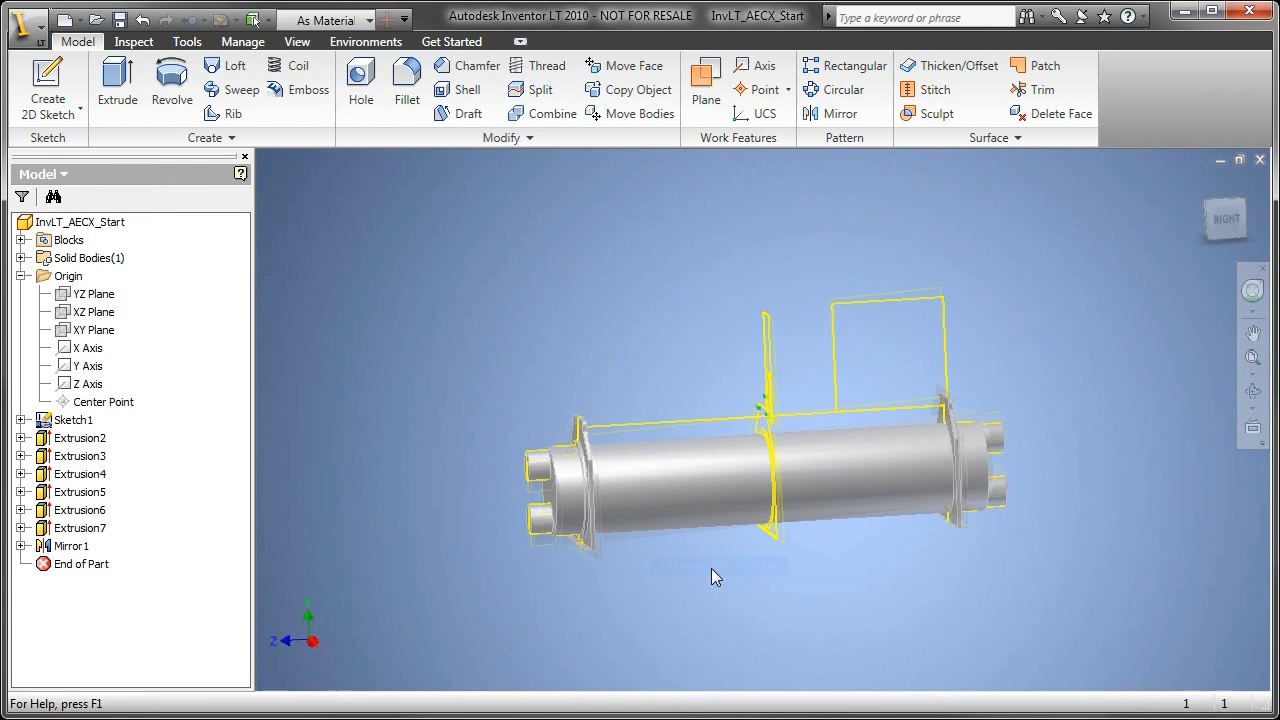 As Material
Autodesk Inventor LT 2010 - NOT FOR RESALE InvLT_AECX_Start
Type a keyword or phrase
LT
Model Inspect Tools Manage View Environments Get Started
Create 2D Sketch
Extrude
Revolve
Loft
Sweep
Rib
Coil
Emboss
Hole
Fillet
Chamfer
Shell
Draft
Thread
Split
Combine
Move Face
Copy Object
Move Bodies
Plane
Axis
Point
UCS
Rectangular
Circular
Mirror
Thicken/Offset
Stitch
Sculpt
Patch
Trim
Delete Face
Sketch Create Modify Work Features Pattern Surface
Model
InvLT_AECX_Start
Blocks
Solid Bodies(1)
Origin
YZ Plane
XZ Plane
XY Plane
X Axis
Y Axis
Z Axis
Center Point
Sketch1
Extrusion2
Extrusion3
Extrusion4
Extrusion5
Extrusion6
Extrusion7
Mirror1
End of Part
RIGHT
Y
Z
For Help, press F1
1 1